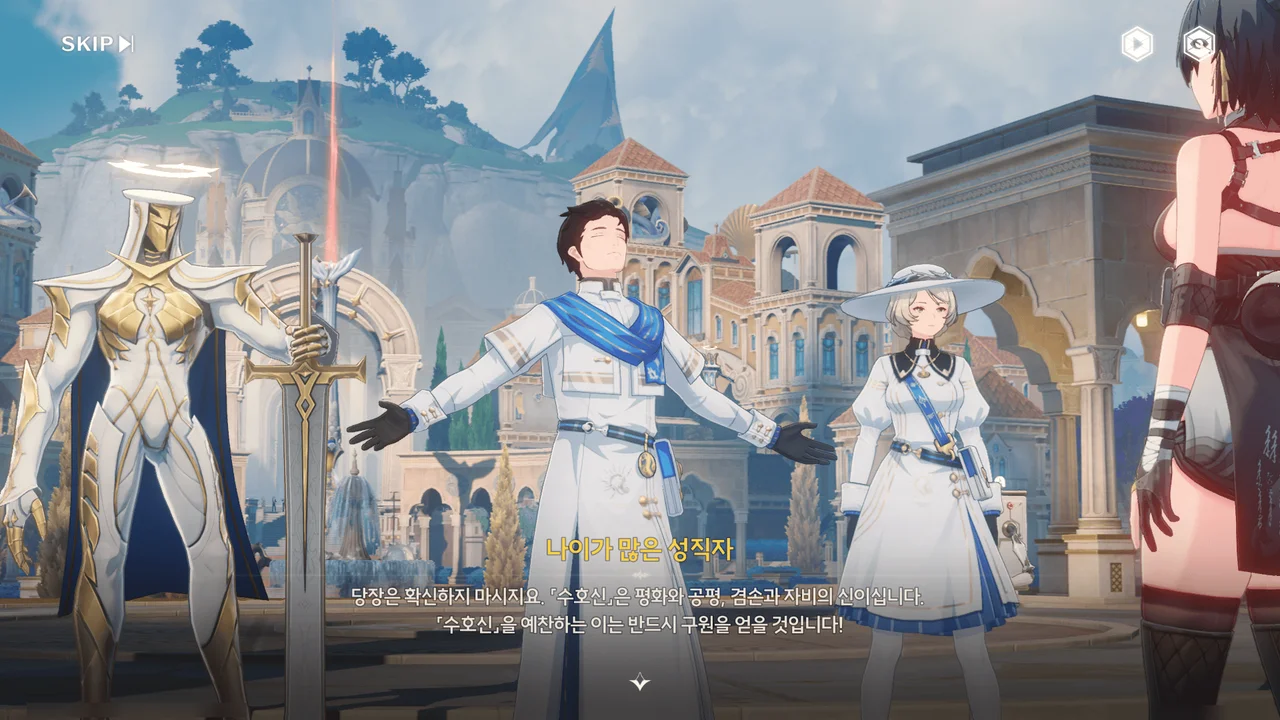 SKIP
나이가 많은 성직자
당장은 확신하지 마시지요. 「수호신」은 평화와 공평, 겸손과 자비의 신이십니다.
「수호신」을 예찬하는 이는 반드시 구원을 얻을 것입니다!